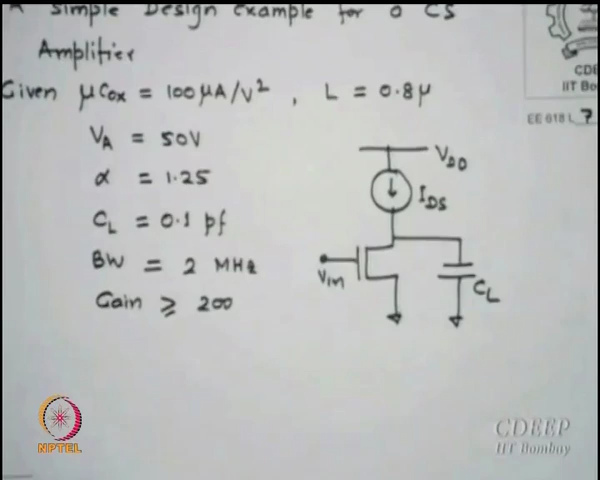 A Simple Design Example for a CS
Amplifier
Given μCox = 100μA/V² , L = 0.8μ
VA = 50V
α = 1.25
CL = 0.1 pf
BW = 2 MHz
Gain ≥ 200
VDD
IDS
Vin
CL
CDE
IIT Bo
EE 618 L 7
NPTEL
CDEEP
IIT Bombay